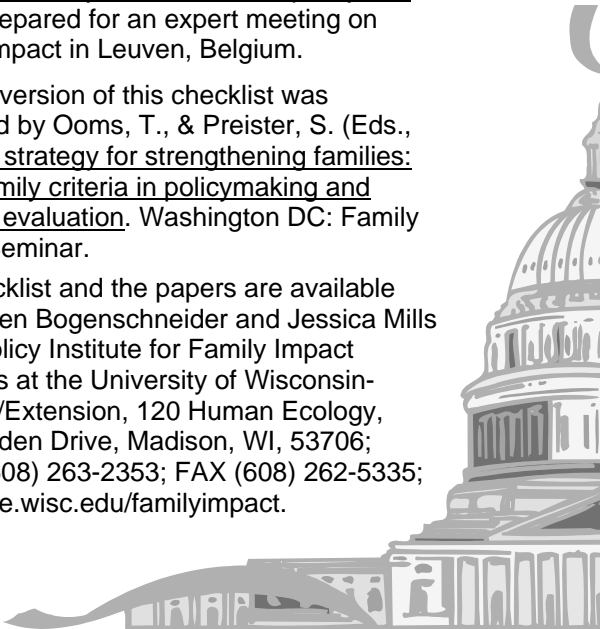 epared for an expert meeting on
mpact in Leuven, Belgium.
version of this checklist was
d by Ooms, T., & Preister, S. (Eds.,
strategy for strengthening families:
mily criteria in policymaking and
evaluation. Washington DC: Family
eminar.
cklist and the papers are available
en Bogenschneider and Jessica Mills
olicy Institute for Family Impact
s at the University of Wisconsin-
/Extension, 120 Human Ecology,
den Drive, Madison, WI, 53706;
08) 263-2353; FAX (608) 262-5335;
e.wisc.edu/familyimpact.